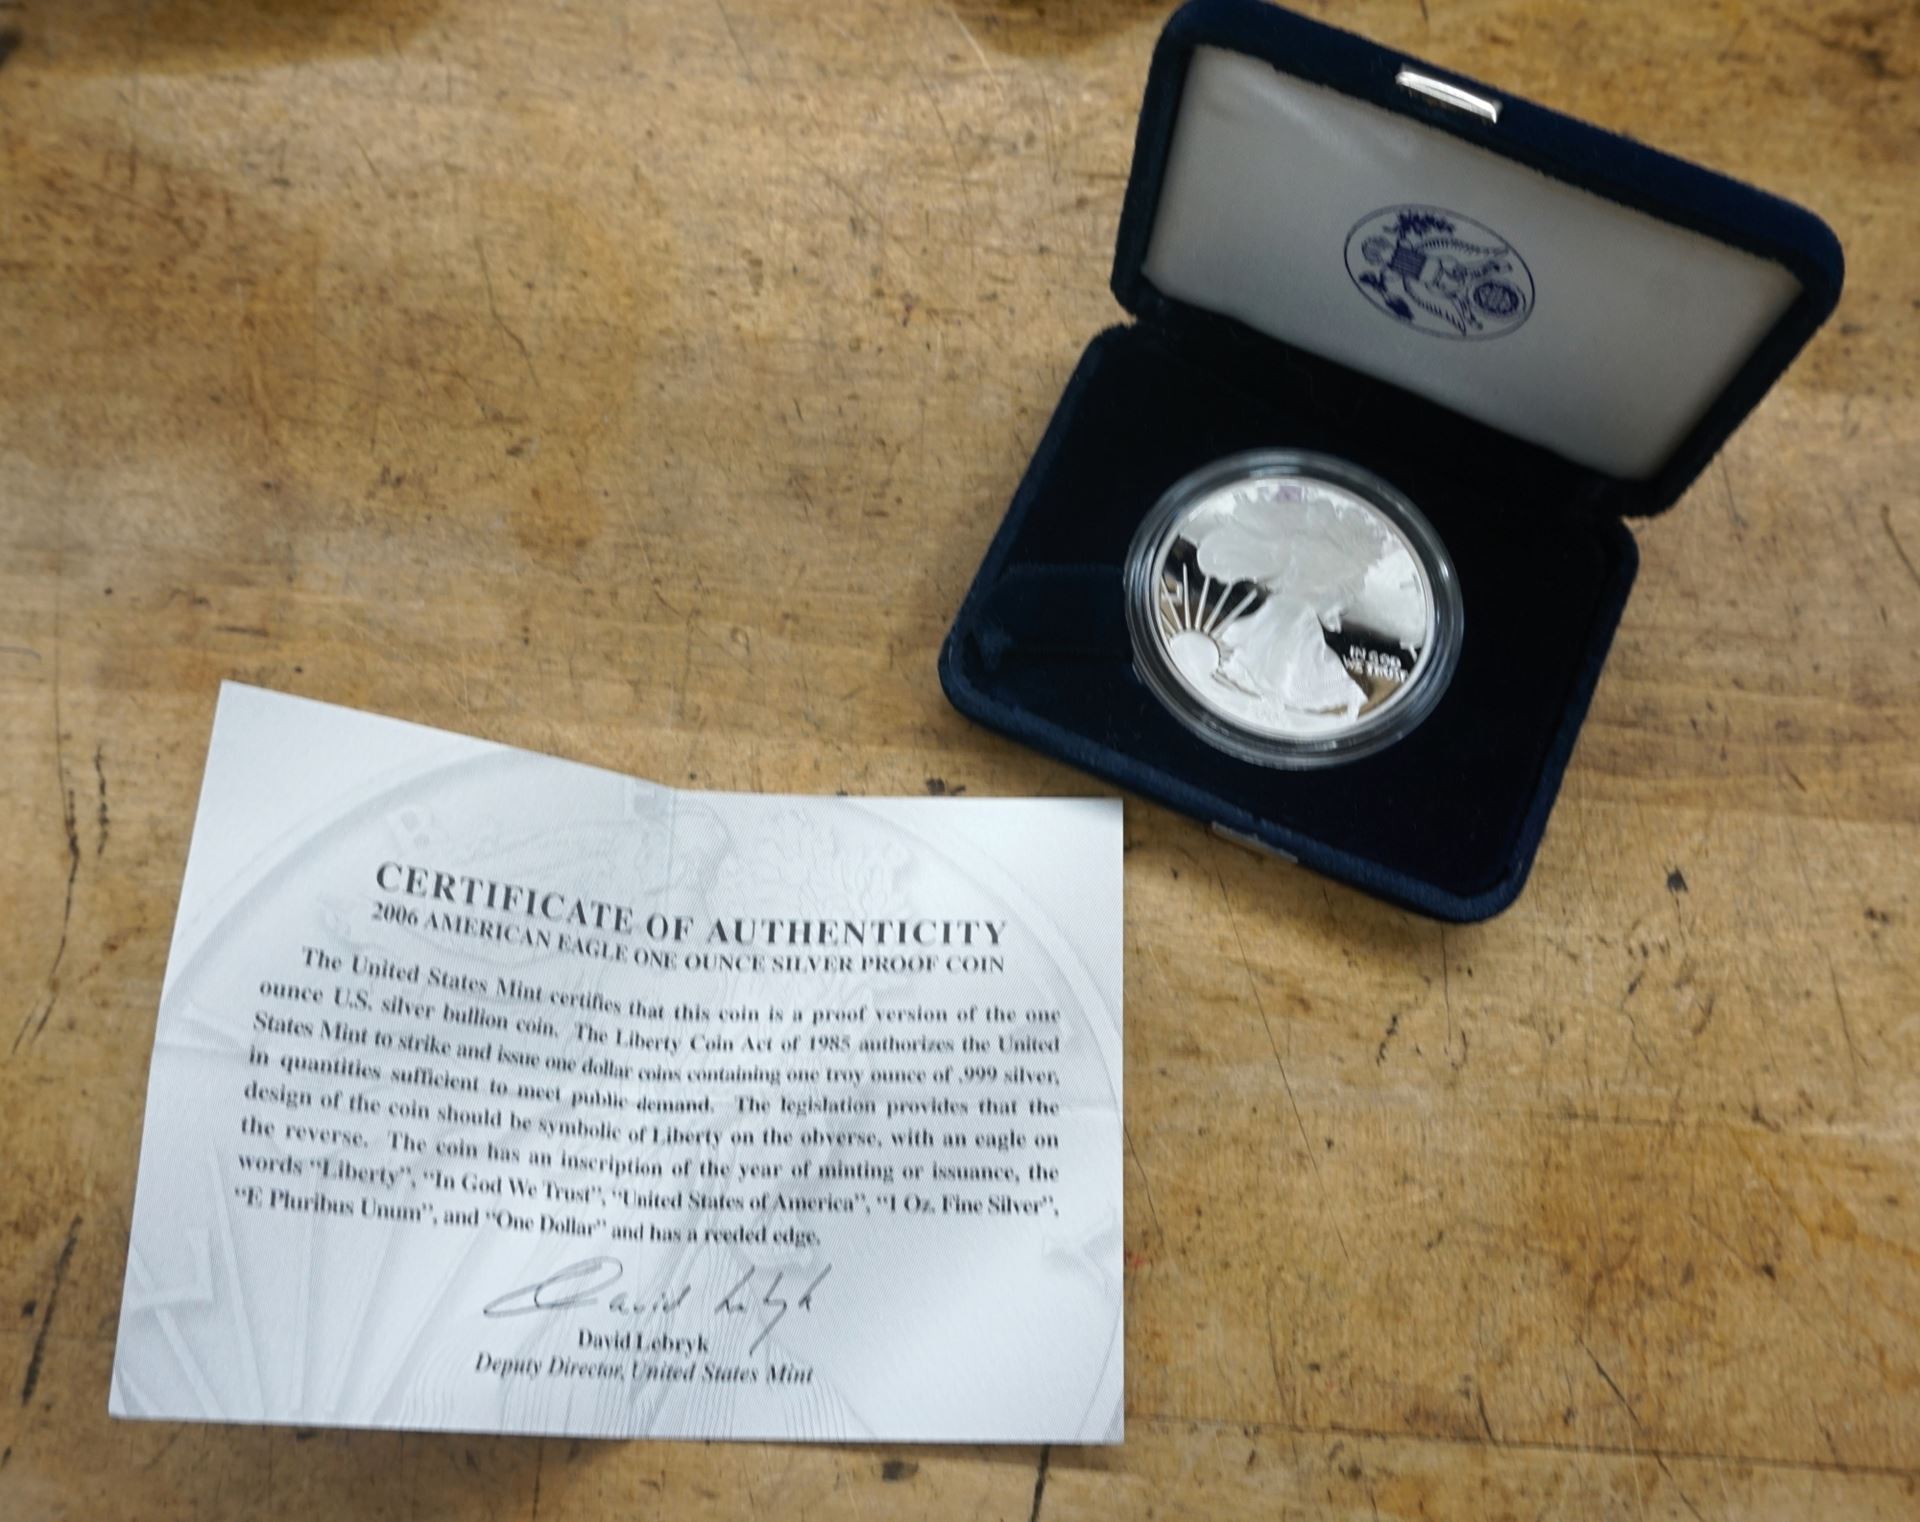 IN GOD
WE TRUST
CERTIFICATE OF AUTHENTICITY
2006 AMERICAN EAGLE ONE OUNCE SILVER PROOF COIN
The United States Mint certifies that this coin is a proof version of the one
ounce U.S. silver bullion coin. The Liberty Coin Act of 1985 authorizes the United
States Mint to strike and issue one dollar coins containing one troy ounce of .999 silver,
in quantities sufficient to meet public demand. The legislation provides that the
design of the coin should be symbolic of Liberty on the obverse, with an eagle on
the reverse. The coin has an inscription of the year of minting or issuance, the
words “Liberty”, “In God We Trust”, “United States of America”, “1 Oz. Fine Silver”,
“E Pluribus Unum”, and “One Dollar” and has a reeded edge.
David Lebryk
David Lebryk
Deputy Director, United States Mint